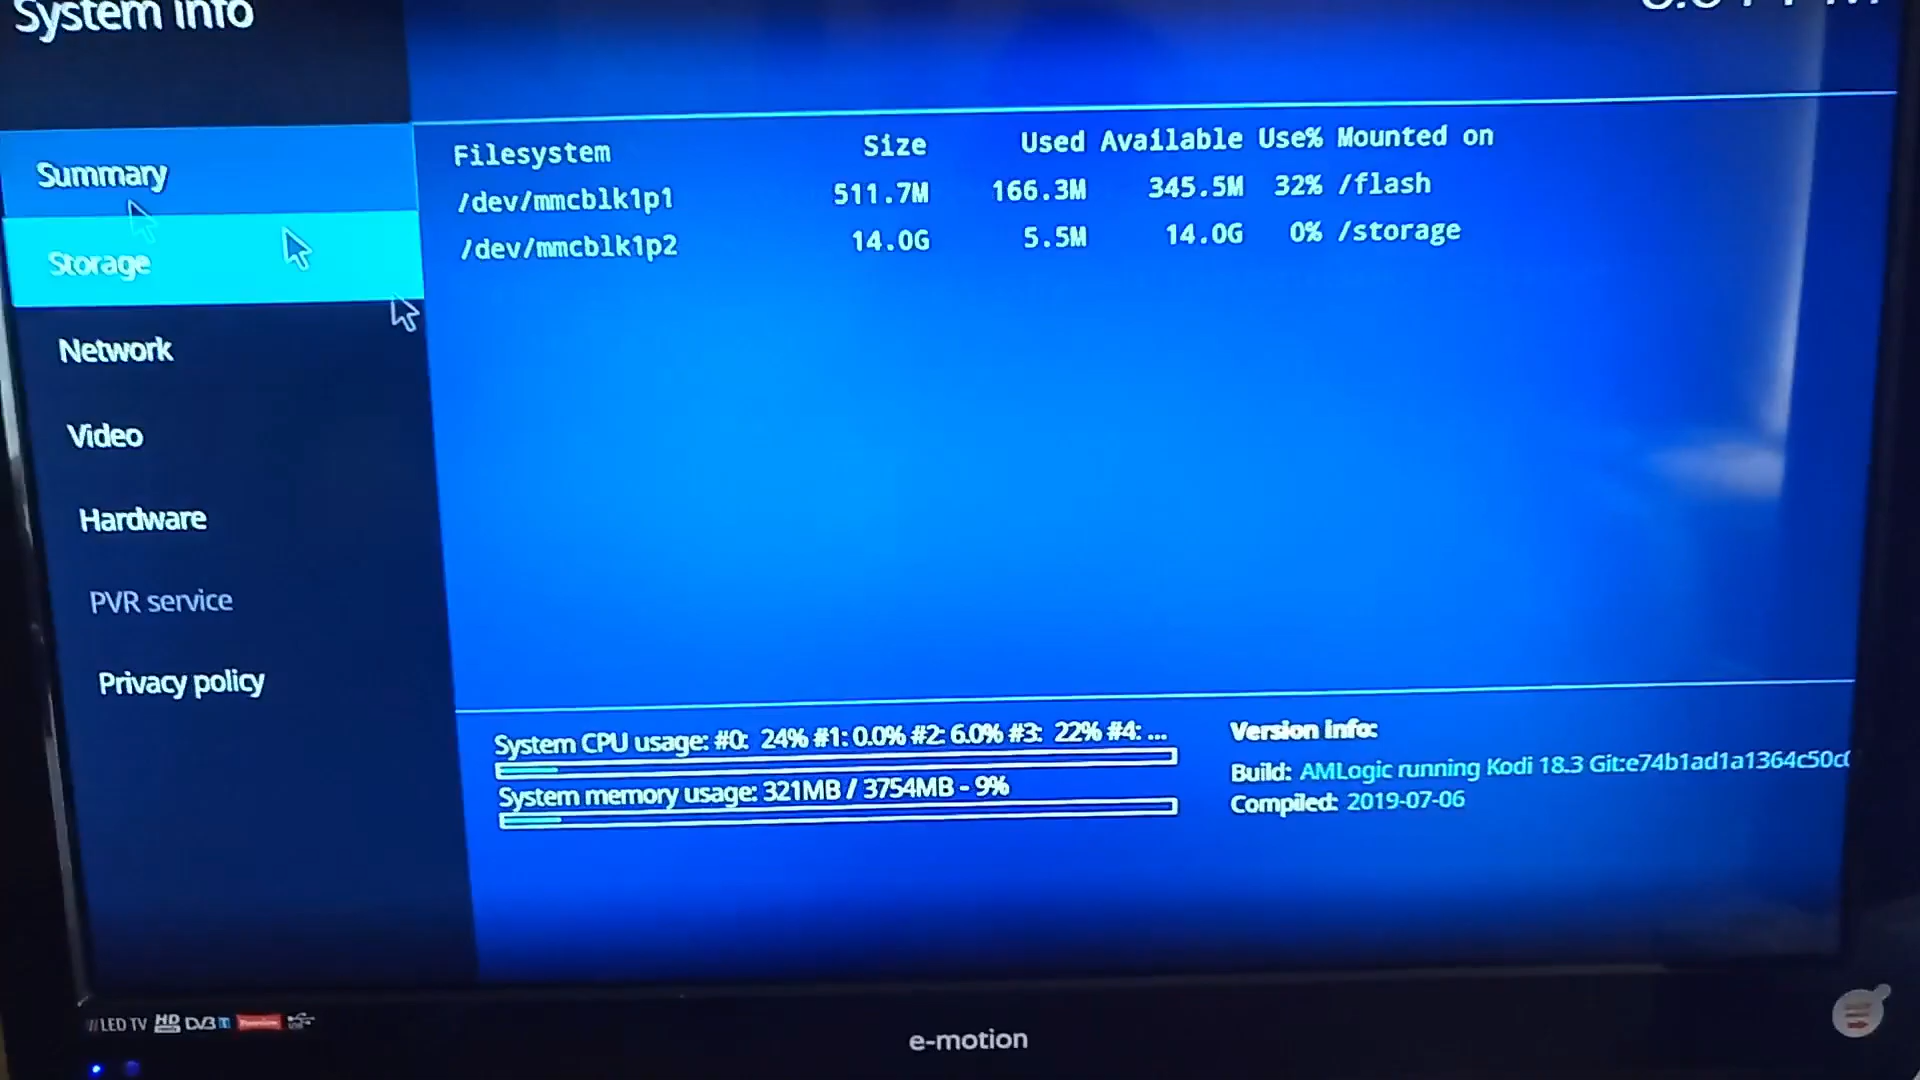 System Info
Summary
Storage
Network
Video
Hardware
PVR service
Privacy policy
Filesystem Size Used Available Use% Mounted on
/dev/mmcblk1p1 511.7M 166.3M 345.5M 32% /flash
/dev/mmcblk1p2 14.0G 5.5M 14.0G 0% /storage
System CPU usage: #0: 24% #1: 0.0% #2: 6.0% #3: 22% #4: ...
System memory usage: 321MB / 3754MB - 9%
Version info:
Build: AMLogic running Kodi 18.3 Git:e74b1ad1a1364c50c
Compiled: 2019-07-06
LED TV HD DVB T
e-motion